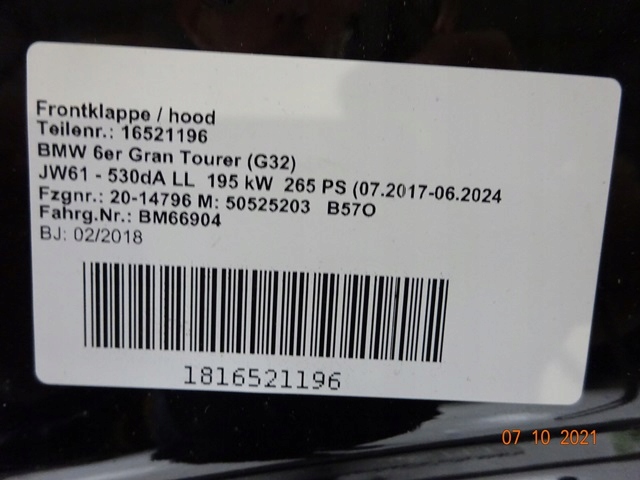 Frontklappe / hood
Teilenr.: 16521196
BMW 6er Gran Tourer (G32)
JW61 - 530dA LL 195 kW 265 PS (07.2017-06.2024
Fzgnr.: 20-14796 M: 50525203 B57O
Fahrg.Nr.: BM66904
BJ: 02/2018
1816521196
07 10 2021